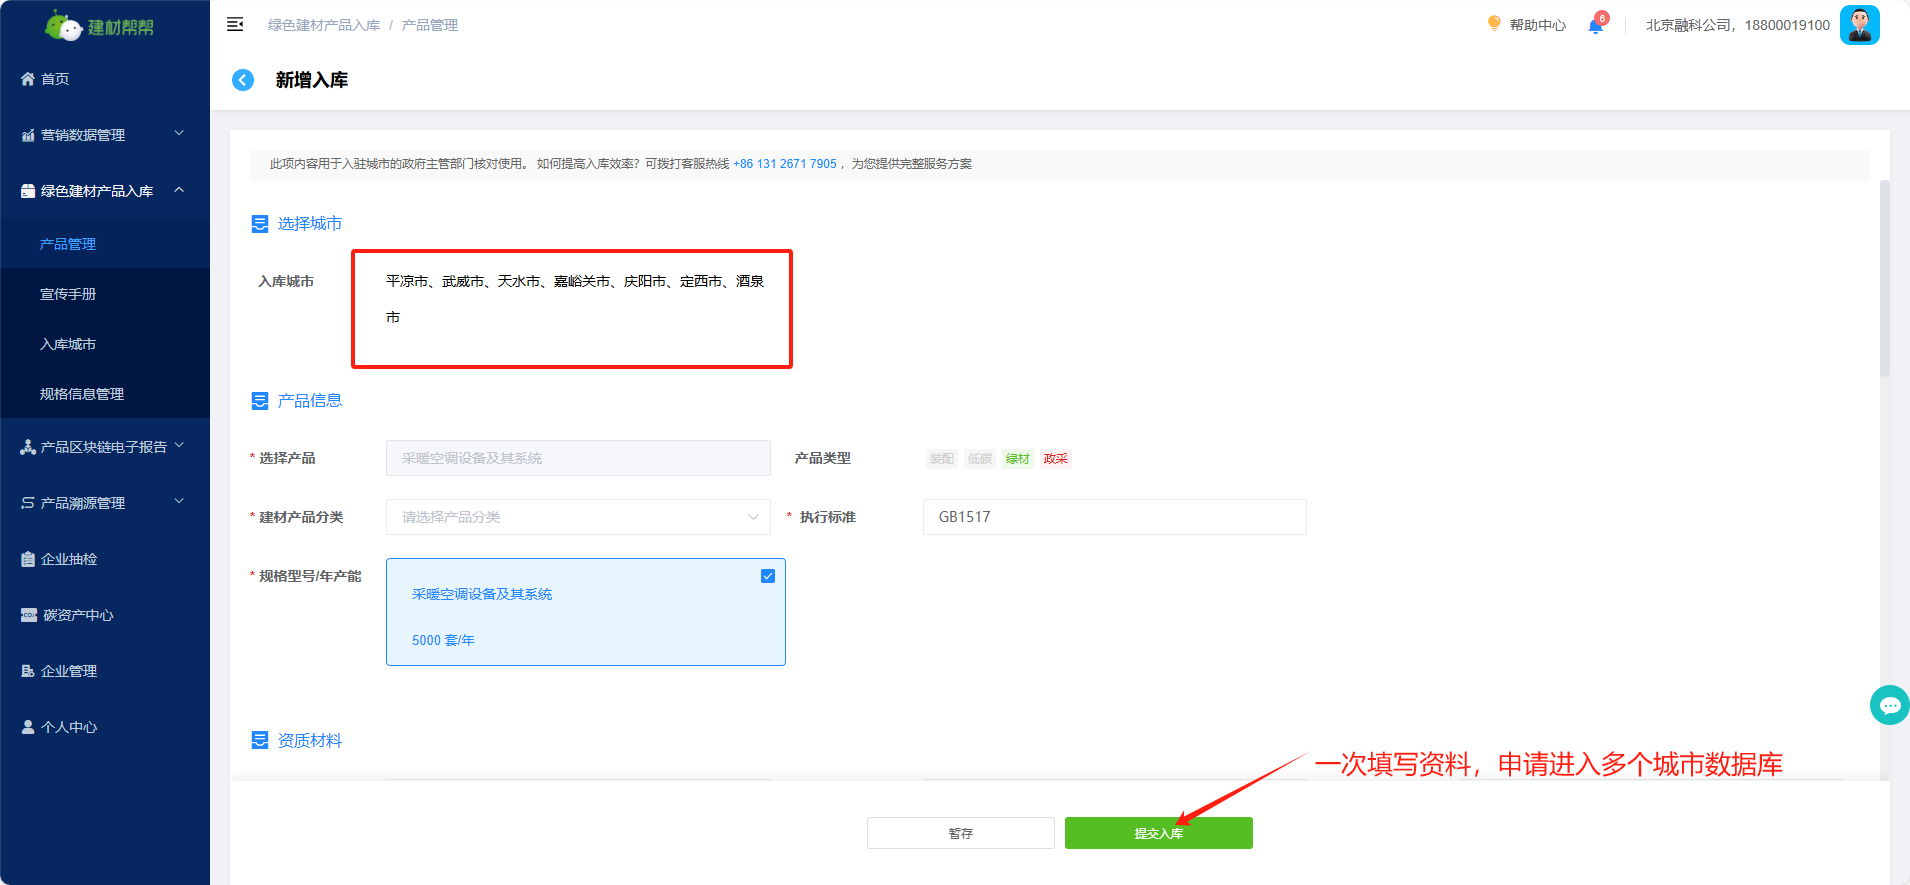 建材帮帮
绿色建材产品入库 / 产品管理
帮助中心
6
北京融科公司，18800019100
首页
新增入库
营销数据管理
此项内容用于入驻城市的政府主管部门核对使用。 如何提高入库效率？可拨打客服热线 +86 131 2671 7905 ，为您提供完整服务方案
绿色建材产品入库
选择城市
产品管理
入库城市
平凉市、武威市、天水市、嘉峪关市、庆阳市、定西市、酒泉
市
宣传手册
入库城市
规格信息管理
产品信息
产品区块链电子报告
* 选择产品
采暖空调设备及其系统
产品类型
装配 低碳 绿材 政采
产品溯源管理
* 建材产品分类
请选择产品分类
* 执行标准
GB1517
企业抽检
* 规格型号/年产能
采暖空调设备及其系统
5000 套/年
碳资产中心
企业管理
个人中心
资质材料
一次填写资料，申请进入多个城市数据库
暂存
提交入库